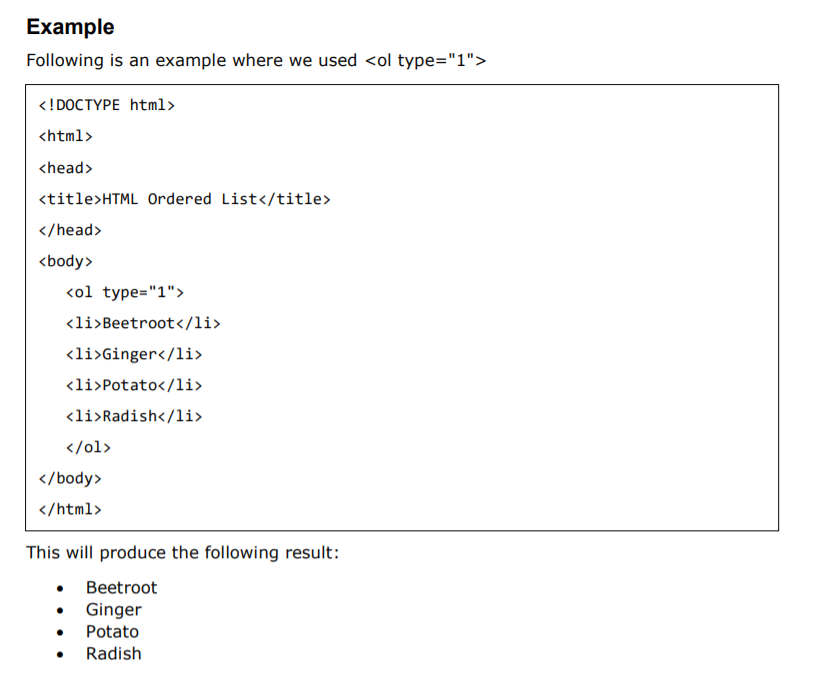 Example
Following is an example where we used <ol type="1">
<!DOCTYPE html>
<html>
<head>
<title>HTML Ordered List</title>
</head>
<body>
<ol type="1">
<li>Beetroot</li>
<li>Ginger</li>
<li>Potato</li>
<li>Radish</li>
</ol>
</body>
</html>
This will produce the following result:
• Beetroot
• Ginger
• Potato
• Radish